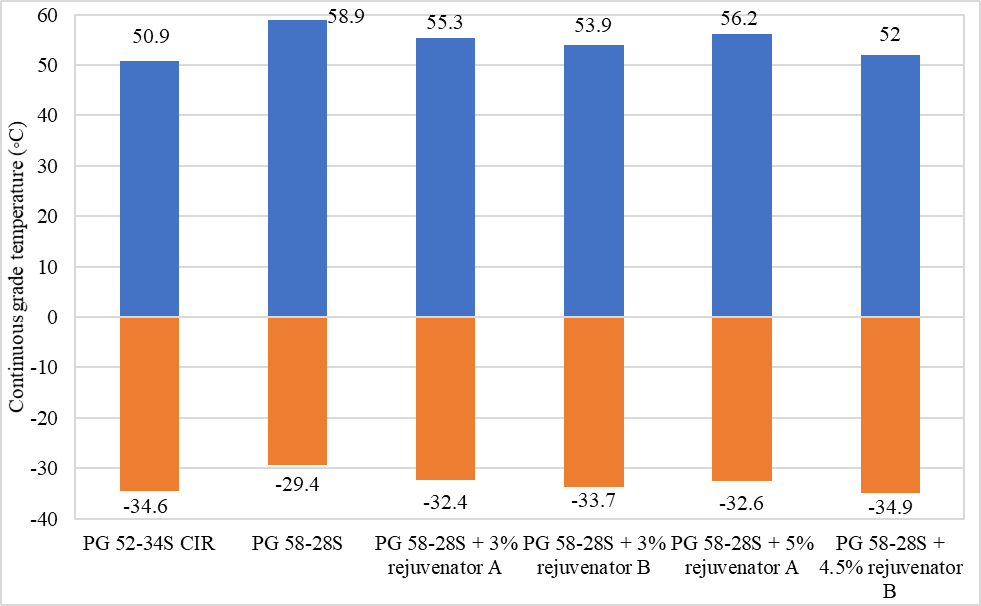 Continuous grade temperature (◦C)
60
50
40
30
20
10
0
-10
-20
-30
-40
50.9
58.9
55.3
53.9
56.2
52
-34.6
-29.4
-32.4
-33.7
-32.6
-34.9
PG 52-34S CIR
PG 58-28S
PG 58-28S + 3%
rejuvenator A
PG 58-28S + 3%
rejuvenator B
PG 58-28S + 5%
rejuvenator A
PG 58-28S +
4.5% rejuvenator
B